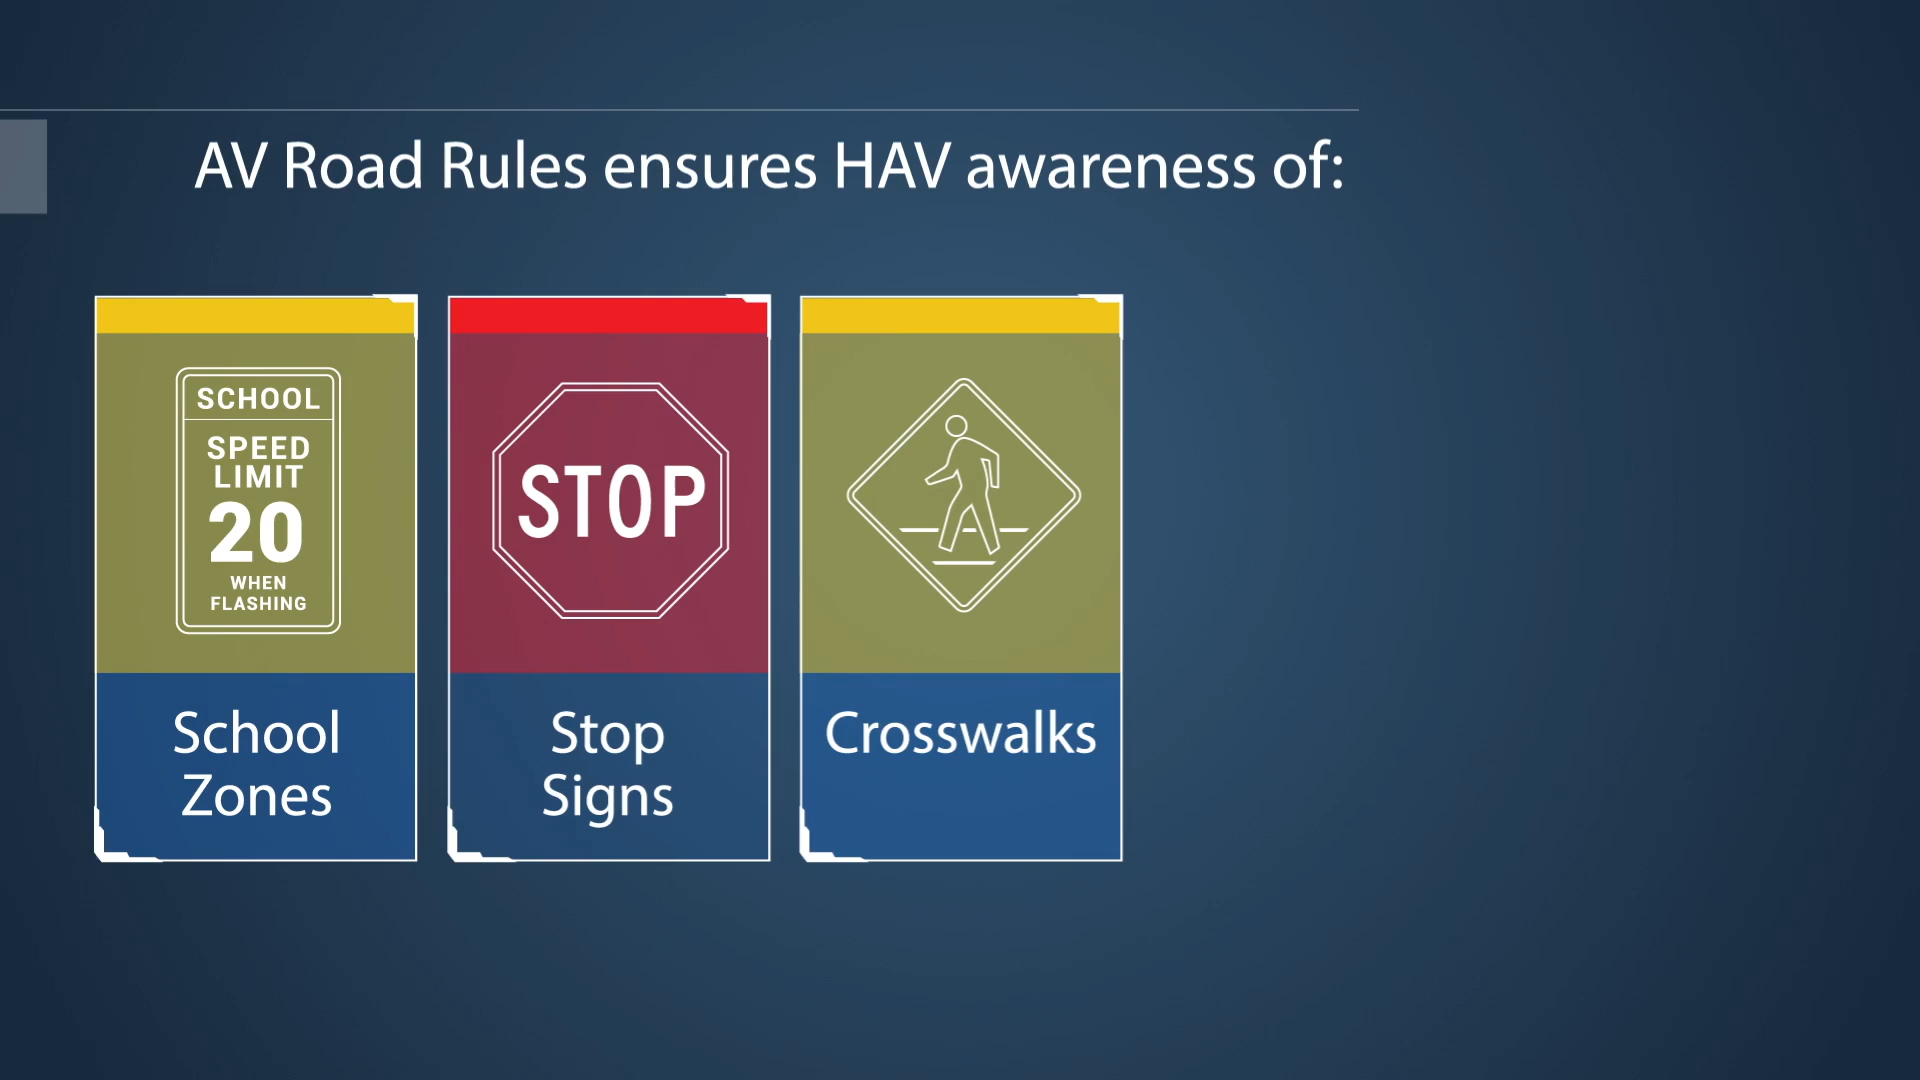 AV Road Rules ensures HAV awareness of:
SCHOOL
SPEED
LIMIT
20
WHEN
FLASHING
School
Zones
STOP
Stop
Signs
Crosswalks